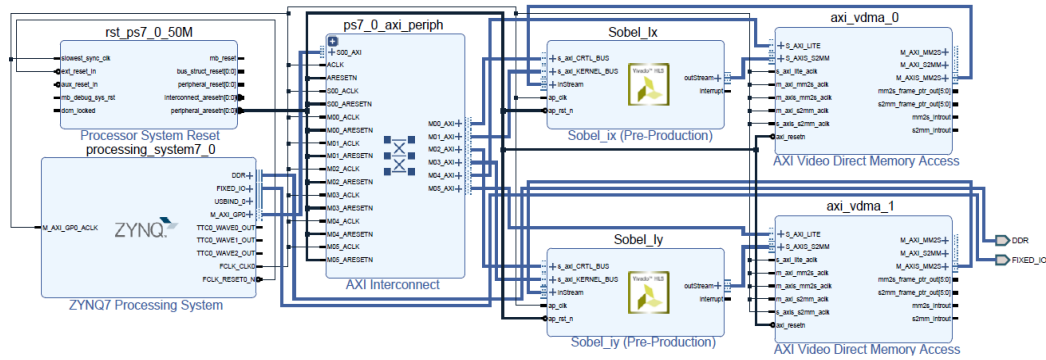 rst_ps7_0_50M
slowest_sync_clk
ext_reset_in
aux_reset_in
mb_debug_sys_rst
dcm_locked
mb_reset
bus_struct_reset[0:0]
peripheral_reset[0:0]
interconnect_aresetn[0:0]
peripheral_aresetn[0:0]
Processor System Reset
processing_system7_0
M_AXI_GP0_ACLK
ZYNQ
DDR
FIXED_IO
USBIND_0
M_AXI_GP0
TTC0_WAVE0_OUT
TTC0_WAVE1_OUT
TTC0_WAVE2_OUT
FCLK_CLK0
FCLK_RESET0_N
ZYNQ7 Processing System
ps7_0_axi_periph
S00_AXI
ACLK
ARESETN
S00_ACLK
S00_ARESETN
M00_ACLK
M00_ARESETN
M01_ACLK
M01_ARESETN
M02_ACLK
M02_ARESETN
M03_ACLK
M03_ARESETN
M04_ACLK
M04_ARESETN
M05_ACLK
M05_ARESETN
M00_AXI
M01_AXI
M02_AXI
M03_AXI
M04_AXI
M05_AXI
AXI Interconnect
Sobel_Ix
s_axi_CRTL_BUS
s_axi_KERNEL_BUS
inStream
ap_clk
ap_rst_n
Vivado HLS
outStream
interrupt
Sobel_ix (Pre-Production)
Sobel_Iy
s_axi_CRTL_BUS
s_axi_KERNEL_BUS
inStream
ap_clk
ap_rst_n
Vivado HLS
outStream
interrupt
Sobel_iy (Pre-Production)
axi_vdma_0
S_AXI_LITE
S_AXIS_S2MM
s_axi_lite_aclk
m_axi_mm2s_aclk
m_axis_mm2s_aclk
m_axi_s2mm_aclk
s_axis_s2mm_aclk
axi_resetn
M_AXI_MM2S
M_AXI_S2MM
M_AXIS_MM2S
mm2s_frame_ptr_out[5:0]
s2mm_frame_ptr_out[5:0]
mm2s_introut
s2mm_introut
AXI Video Direct Memory Access
axi_vdma_1
S_AXI_LITE
S_AXIS_S2MM
s_axi_lite_aclk
m_axi_mm2s_aclk
m_axis_mm2s_aclk
m_axi_s2mm_aclk
s_axis_s2mm_aclk
axi_resetn
M_AXI_MM2S
M_AXI_S2MM
M_AXIS_MM2S
mm2s_frame_ptr_out[5:0]
s2mm_frame_ptr_out[5:0]
mm2s_introut
s2mm_introut
AXI Video Direct Memory Access
DDR
FIXED_IO